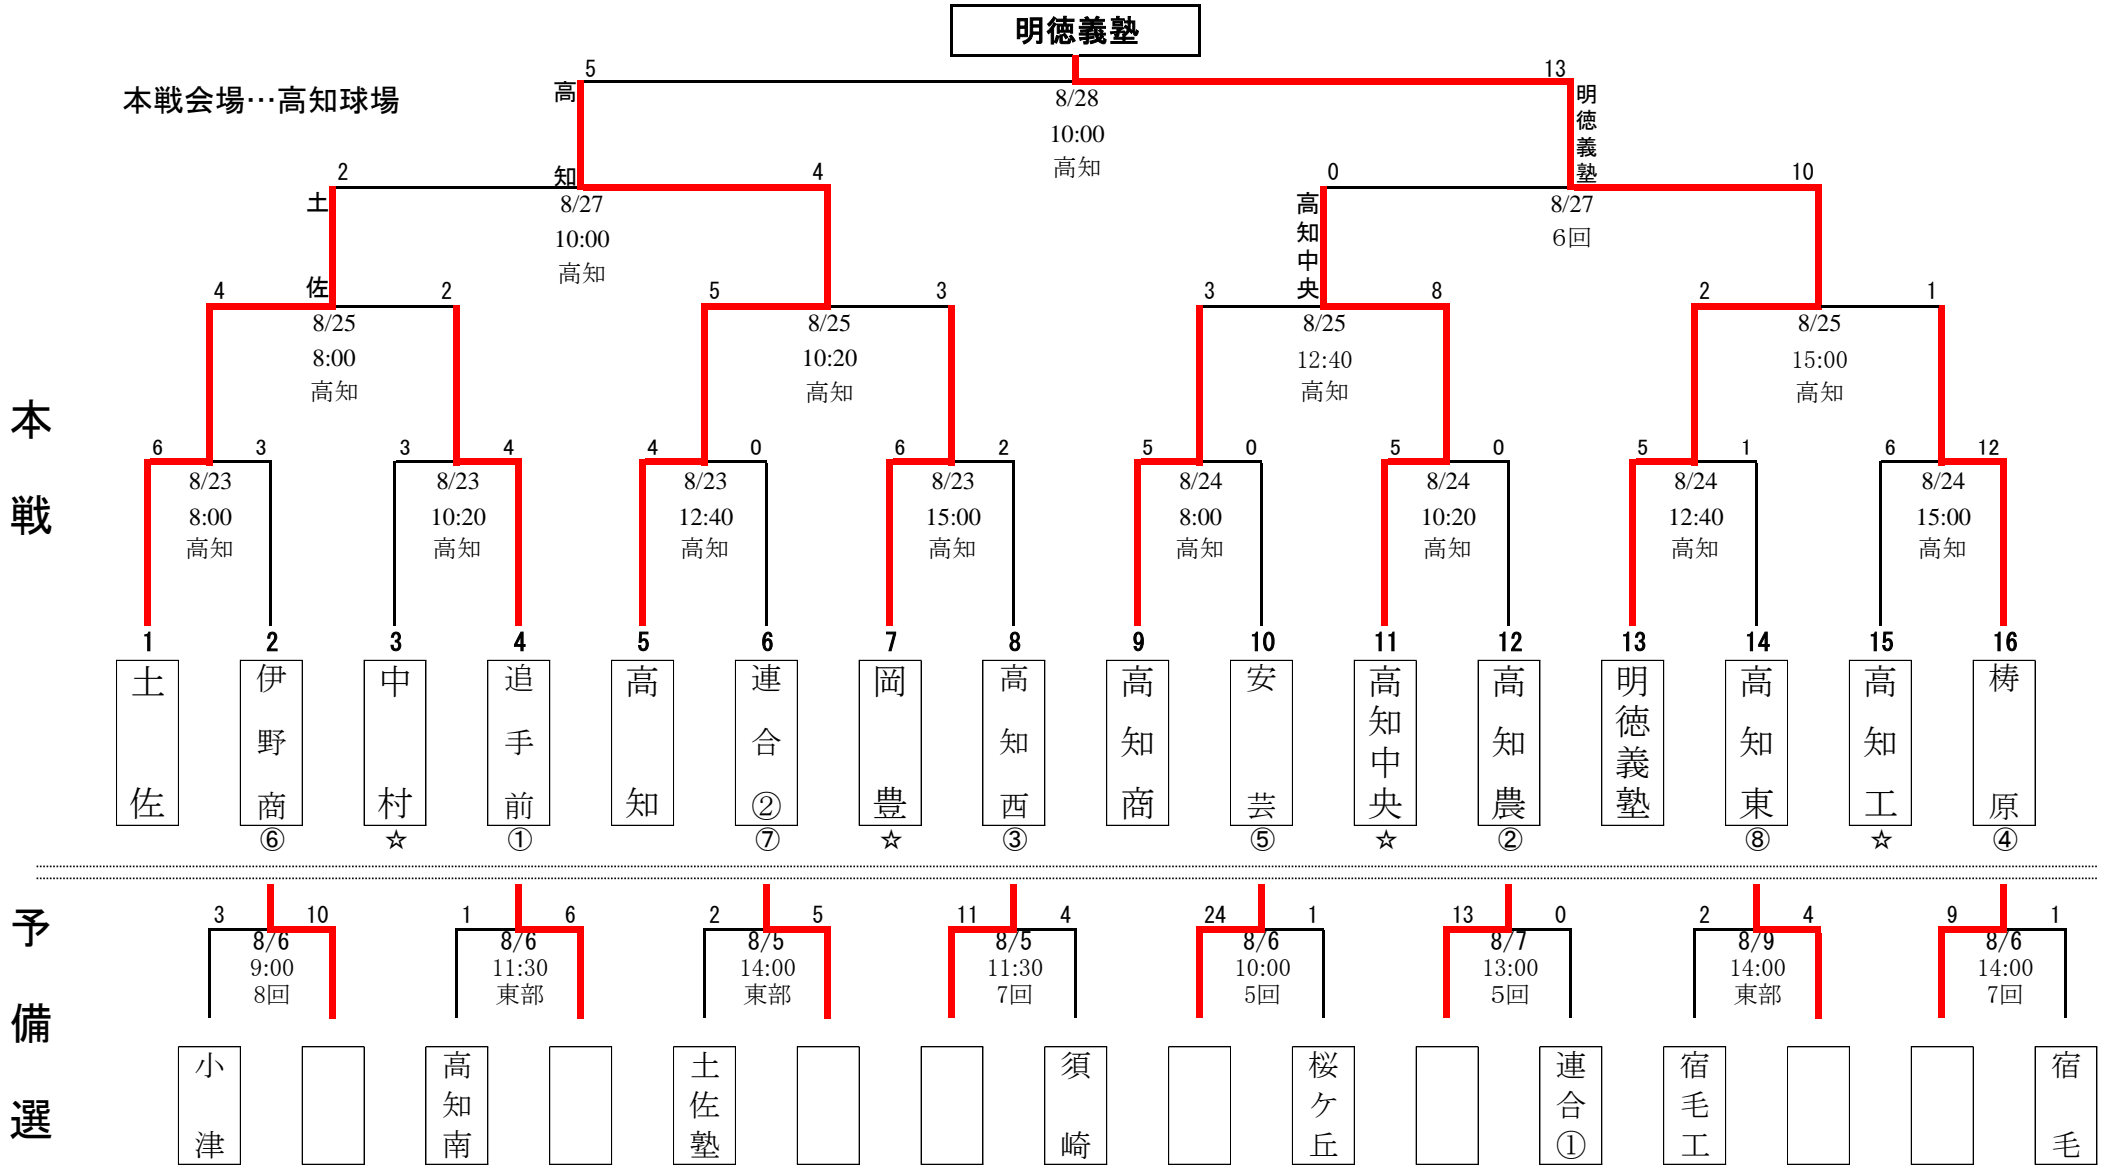 明徳義塾
本戦会場…高知球場
5 13
高知
明徳義塾
8/28
10:00
高知
2 4 0 10
土佐
高知中央
8/27 8/27
10:00 6回
高知
4 2 5 3 3 8 2 1
8/25 8/25 8/25 8/25
8:00 10:20 12:40 15:00
高知 高知 高知 高知
本戦
6 3 3 4 4 0 6 2 5 0 5 0 5 1 6 12
8/23 8/23 8/23 8/23 8/24 8/24 8/24 8/24
8:00 10:20 12:40 15:00 8:00 10:20 12:40 15:00
高知 高知 高知 高知 高知 高知 高知 高知
1 2 3 4 5 6 7 8 9 10 11 12 13 14 15 16
土佐
伊野商
中村
追手前
高知
連合②
岡豊
高知西
高知商
安芸
高知中央
高知農
明徳義塾
高知東
高知工
梼原
⑥ ☆ ① ⑦ ☆ ③ ⑤ ☆ ② ⑧ ☆ ④
予備選
3 10 1 6 2 5 11 4 24 1 13 0 2 4 9 1
8/6 8/6 8/5 8/5 8/6 8/7 8/9 8/6
9:00 11:30 14:00 11:30 10:00 13:00 14:00 14:00
8回 東部 東部 7回 5回 5回 東部 7回
小津
高知南
土佐塾
須崎
桜ケ丘
連合①
宿毛工
宿毛